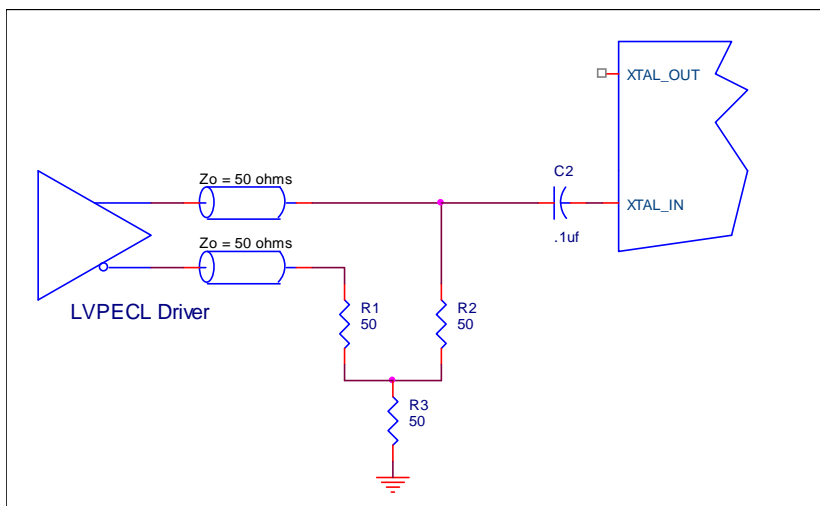 XTAL_OUT
Zo = 50 ohms
C2
XTAL_IN
.1uf
Zo = 50 ohms
LVPECL Driver
R1
50
R2
50
R3
50